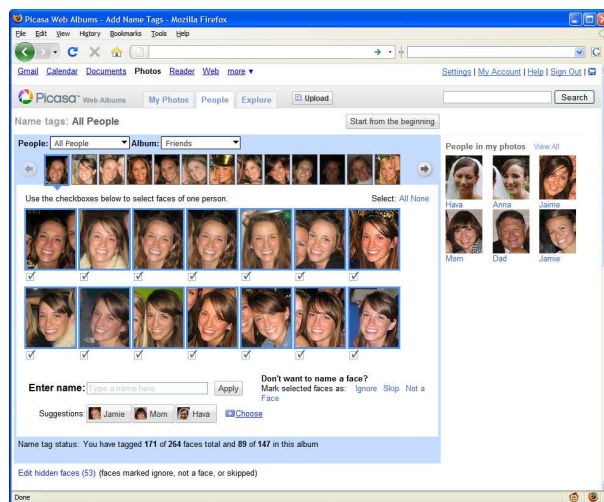 Picasa Web Albums - Add Name Tags - Mozilla Firefox
File Edit View History Bookmarks Tools Help
Gmail Calendar Documents Photos Reader Web more ▼
Settings | My Account | Help | Sign Out |
Picasa™ Web Albums My Photos People Explore Upload Search
Name tags: All People Start from the beginning
People: All People Album: Friends
People in my photos View All
Use the checkboxes below to select faces of one person. Select: All None
Hava Anna Jaime
Mom Dad Jamie
Don't want to name a face?
Enter name: Type a name here Apply Mark selected faces as: Ignore Skip Not a
Face
Suggestions: Jamie Mom Hava Choose
Name tag status: You have tagged 171 of 264 faces total and 89 of 147 in this album
Edit hidden faces (53) (faces marked ignore, not a face, or skipped)
Done